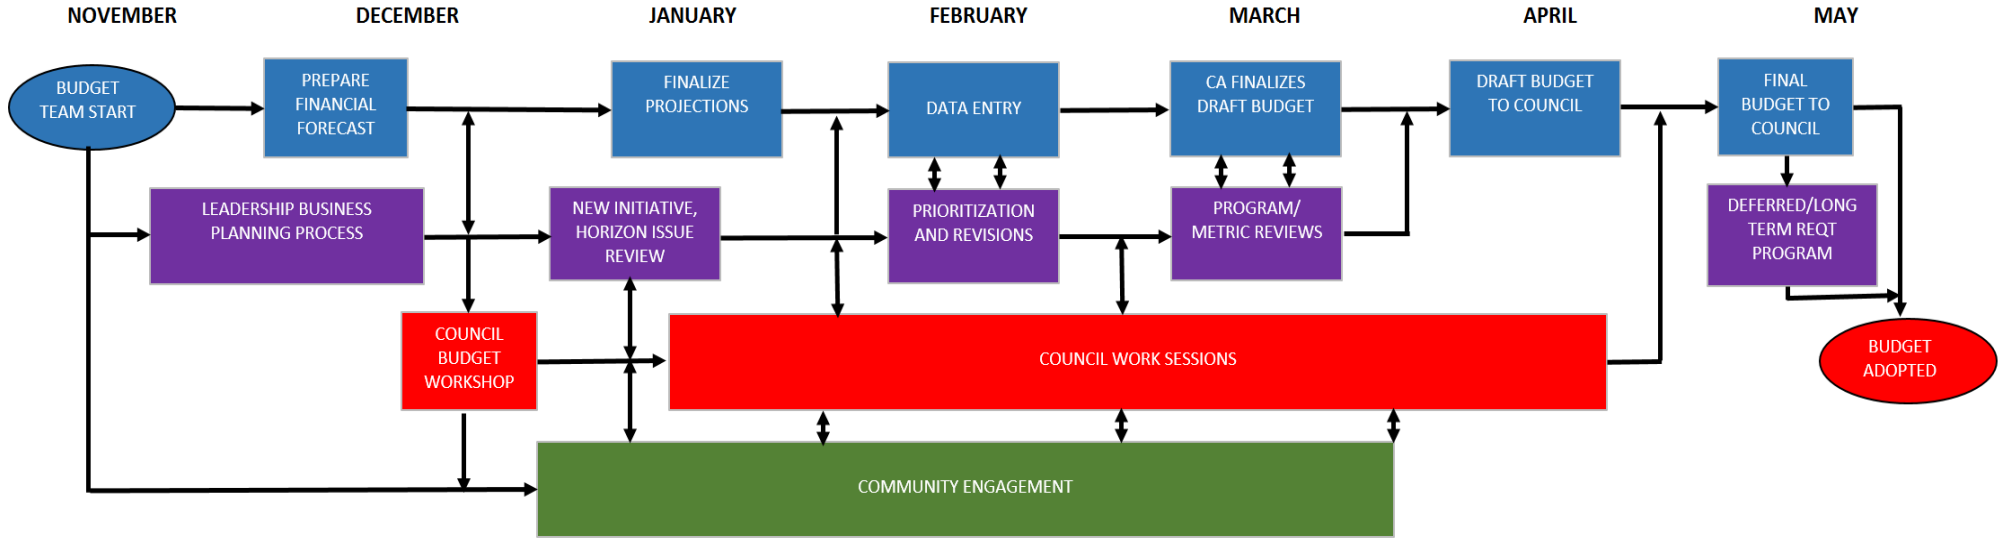 NOVEMBER
DECEMBER
JANUARY
FEBRUARY
MARCH
APRIL
MAY
BUDGET
TEAM START
PREPARE
FINANCIAL
FORECAST
FINALIZE
PROJECTIONS
DATA ENTRY
CA FINALIZES
DRAFT BUDGET
DRAFT BUDGET
TO COUNCIL
FINAL
BUDGET TO
COUNCIL
LEADERSHIP BUSINESS
PLANNING PROCESS
NEW INITIATIVE,
HORIZON ISSUE
REVIEW
PRIORITIZATION
AND REVISIONS
PROGRAM/
METRIC REVIEWS
DEFERRED/LONG
TERM REQT
PROGRAM
COUNCIL
BUDGET
WORKSHOP
COUNCIL WORK SESSIONS
BUDGET
ADOPTED
COMMUNITY ENGAGEMENT